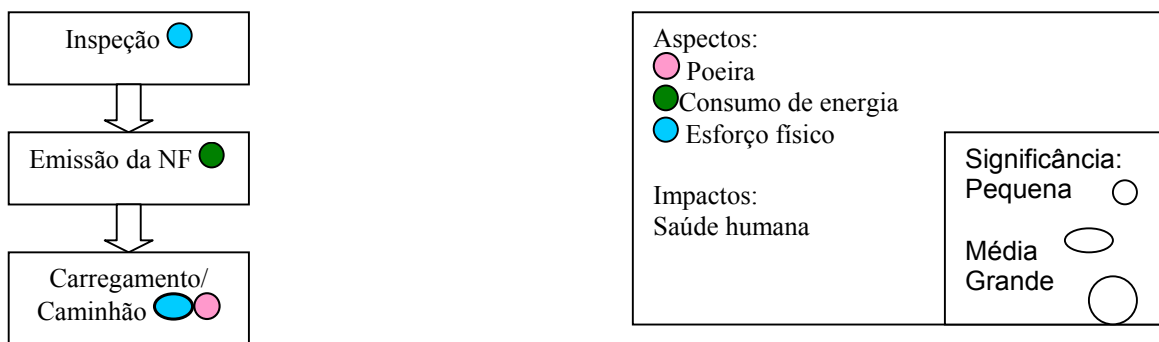 Inspeção
Emissão da NF
Carregamento/
Caminhão
Aspectos:
Poeira
Consumo de energia
Esforço físico
Impactos:
Saúde humana
Significância:
Pequena
Média
Grande